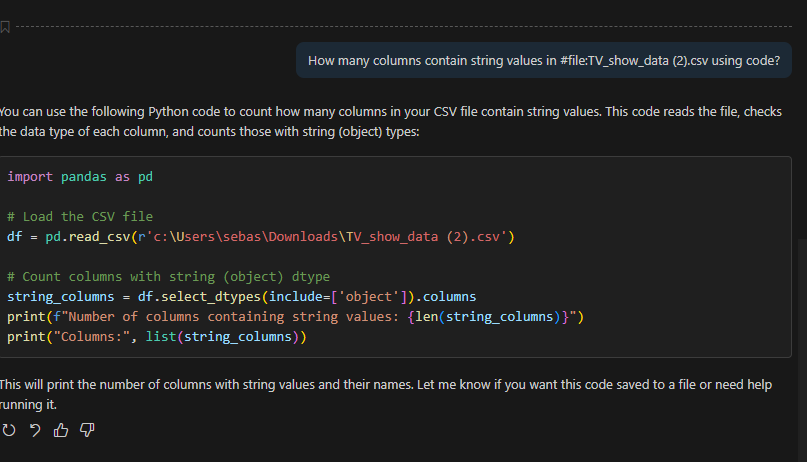 How many columns contain string values in #file:TV_show_data (2).csv using code?
You can use the following Python code to count how many columns in your CSV file contain string values. This code reads the file, checks
the data type of each column, and counts those with string (object) types:
import pandas as pd
# Load the CSV file
df = pd.read_csv(r'c:\Users\sebas\Downloads\TV_show_data (2).csv')
# Count columns with string (object) dtype
string_columns = df.select_dtypes(include=['object']).columns
print(f"Number of columns containing string values: {len(string_columns)}")
print("Columns:", list(string_columns))
This will print the number of columns with string values and their names. Let me know if you want this code saved to a file or need help
running it.